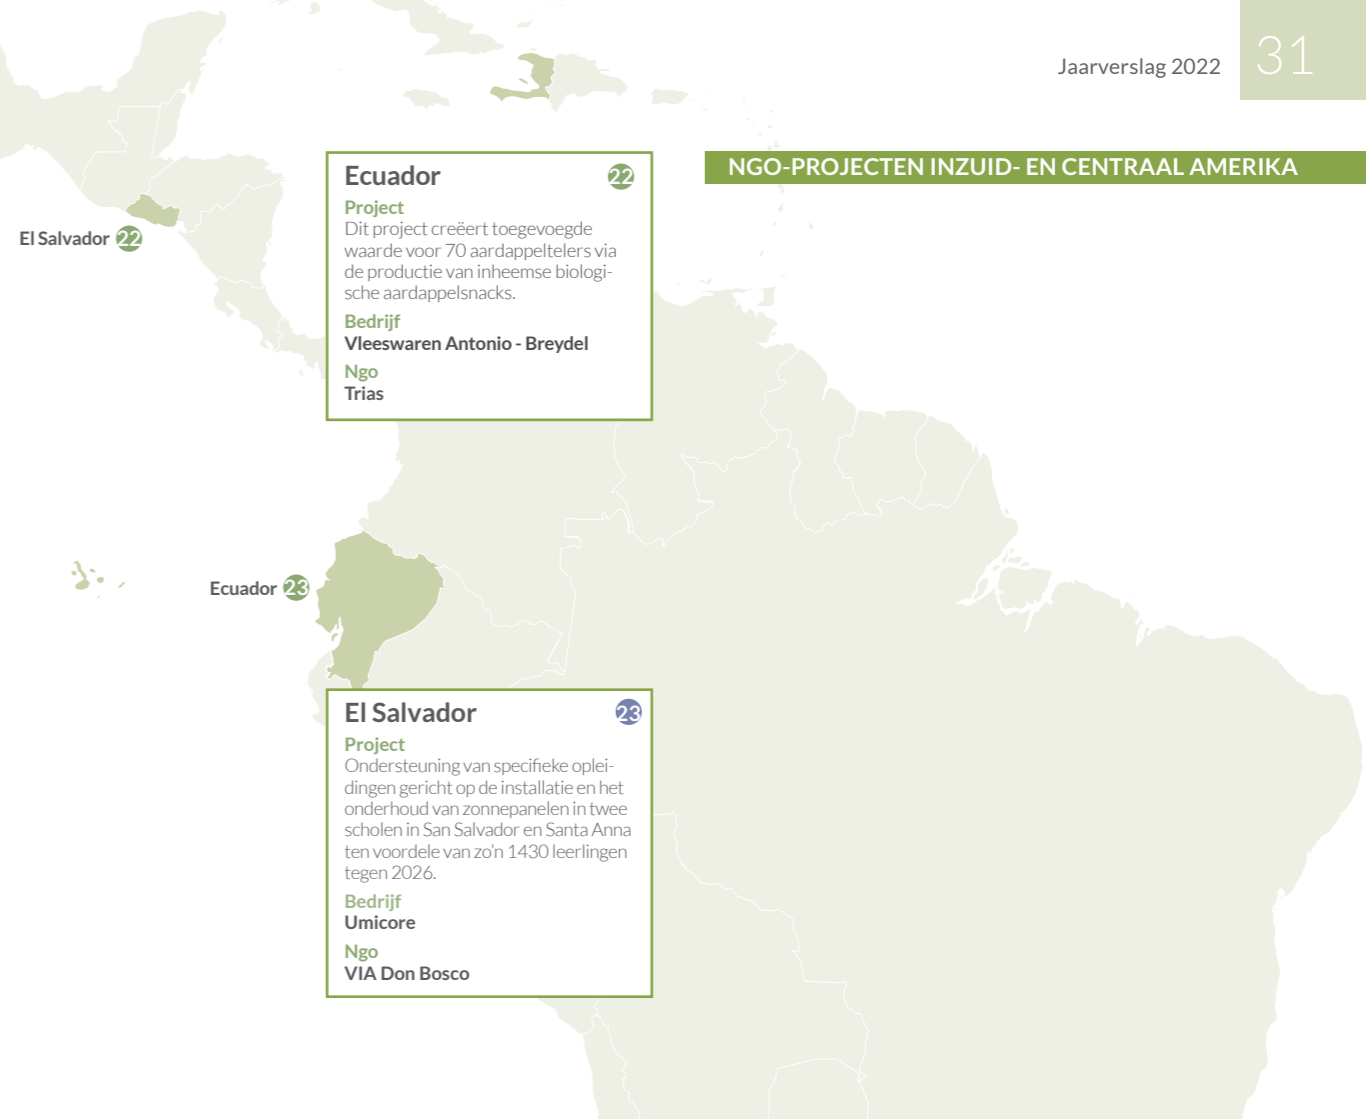 Jaarverslag 2022
31
NGO-PROJECTEN INZUID- EN CENTRAAL AMERIKA
Ecuador 22
Project
Dit project creëert toegevoegde
waarde voor 70 aardappeltelers via
de productie van inheemse biologi-
sche aardappelsnacks.
Bedrijf
Vleeswaren Antonio - Breydel
Ngo
Trias
El Salvador 22
Ecuador 23
El Salvador 23
Project
Ondersteuning van specifieke oplei-
dingen gericht op de installatie en het
onderhoud van zonnepanelen in twee
scholen in San Salvador en Santa Anna
ten voordele van zo’n 1430 leerlingen
tegen 2026.
Bedrijf
Umicore
Ngo
VIA Don Bosco